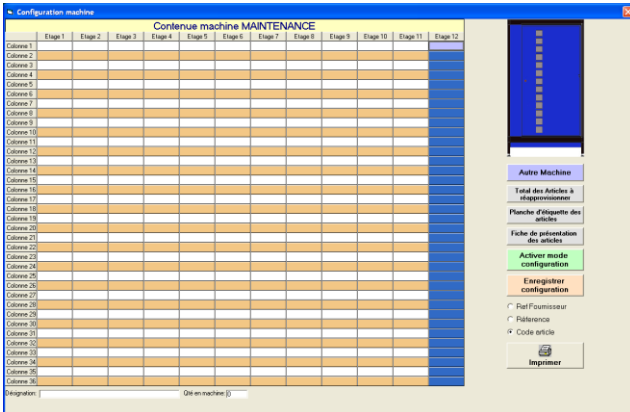 Configuration machine
Contenue machine MAINTENANCE
Etage 1 Etage 2 Etage 3 Etage 4 Etage 5 Etage 6 Etage 7 Etage 8 Etage 9 Etage 10 Etage 11 Etage 12
Colonne 1
Colonne 2
Colonne 3
Colonne 4
Colonne 5
Colonne 6
Colonne 7
Colonne 8
Colonne 9
Colonne 10
Colonne 11
Colonne 12
Colonne 13
Colonne 14
Colonne 15
Colonne 16
Colonne 17
Colonne 18
Colonne 19
Colonne 20
Colonne 21
Colonne 22
Colonne 23
Colonne 24
Colonne 25
Colonne 26
Colonne 27
Colonne 28
Colonne 29
Colonne 30
Colonne 31
Colonne 32
Colonne 33
Colonne 34
Colonne 35
Colonne 36
Désignation: Qté en machine: 0
Autre Machine
Total des Articles à
réapprovisionner
Planche d'étiquette des
articles
Fiche de présentation
des articles
Activer mode
configuration
Enregistrer
configuration
Ref Fournisseur
Réference
Code article
Imprimer